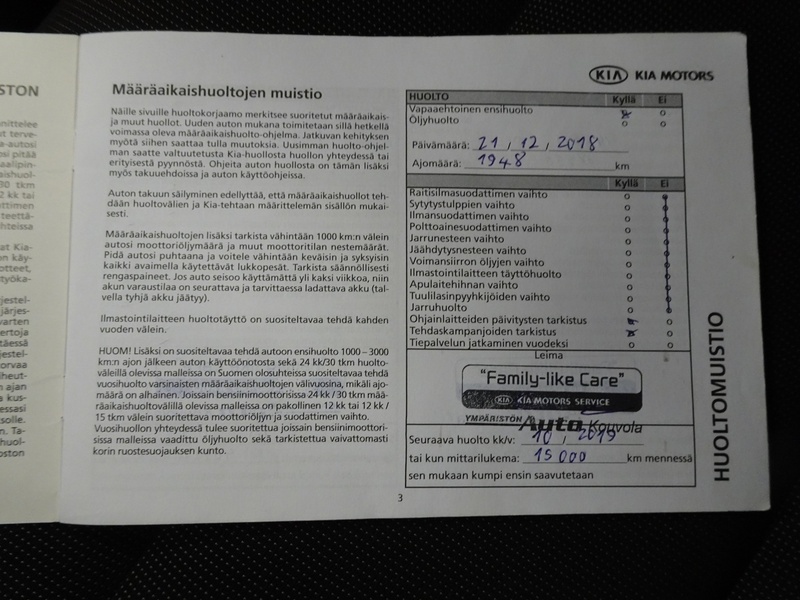 STON
Määräaikaishuoltojen muistio
Näille sivuille huoltokorjaamo merkitsee suoritetut määräaikais-
ja muut huollot. Uuden auton mukana toimitetaan sillä hetkellä
voimassa oleva määräaikaishuolto-ohjelma. Jatkuvan kehityksen
myötä siihen saattaa tulla muutoksia. Uusimman huolto-ohjel-
man saatte valtuutetusta Kia-huollosta huollon yhteydessä tai
erityisestä pyynnöstä. Ohjeita auton huollosta on tämän lisäksi
myös takuuehdoissa ja auton käyttöohjeissa.
Auton takuun säilyminen edellyttää, että määräaikaishuollot teh-
dään huoltovälien ja Kia-tehtaan määrittelemän sisällön mukai-
sesti.
Määräaikaishuoltojen lisäksi tarkista vähintään 1000 km:n välein
autosi moottoriöljymäärä ja muut moottoritilan nestemäärät.
Pidä autosi puhtaana ja voitele vähintään keväisin ja syksyisin
kaikki avaimella käytettävät lukkopesät. Tarkista säännöllisesti
rengaspaineet. Jos auto seisoo käyttämättä yli kaksi viikkoa, niin
akun varaustilaa on seurattava ja tarvittaessa ladattava akku (tal-
vella tyhjä akku jäätyy).
Ilmastointilaitteen huoltotäyttö on suositeltavaa tehdä kahden
vuoden välein.
HUOM! Lisäksi on suositeltavaa tehdä autoon ensihuolto 1000 – 3000
km:n ajon jälkeen auton käyttöönotosta sekä 24 kk/30 tkm huolto-
väleillä olevissa malleissa on Suomen olosuhteissa suositeltavaa tehdä
vuosihuolto varsinaisten määräaikaishuoltojen välivuosina, mikäli ajo-
määrä on alhainen. Joissain bensiinimoottorisissa 24 kk / 30 tkm mää-
räaikaishuoltovälillä olevissa malleissa on pakollinen 12 kk tai 12 kk /
15 tkm välein suoritettava moottoriöljyn ja suodattimen vaihto.
Vuosihuollon yhteydessä tulee suorituttaa joissain bensiinimoottori-
sissa malleissa vaadittu öljyhuolto sekä tarkistettua vaivattomasti
korin ruostesuojauksen kunto.
3
KIA KIA MOTORS
HUOLTO Kyllä Ei
Vapaaehtoinen ensihuolto
Öljyhuolto
Päivämäärä: 21 , 12 , 2018
Ajomäärä: 1948 km
Kyllä Ei
Raitisilmasuodattimen vaihto
Sytytystulppien vaihto
Ilmansuodattimen vaihto
Polttoainesuodattimen vaihto
Jarrunesteen vaihto
Jäähdytysnesteen vaihto
Voimansiirron öljyjen vaihto
Ilmastointilaitteen täyttöhuolto
Apulaitehihnan vaihto
Tuulilasinpyyhkijöiden vaihto
Jarruhuolto
Ohjainlaitteiden päivitysten tarkistus
Tehdaskampanjoiden tarkistus
Tiepalvelun jatkaminen vuodeksi
Leima
"Family-like Care"
KIA KIA MOTORS SERVICE
YMPÄRISTÖN
Auto Kouvola
Seuraava huolto kk/v: 10 , 2019
tai kun mittarilukema: 15 000 km mennessä
sen mukaan kumpi ensin saavutetaan
HUOLTOMUISTIO